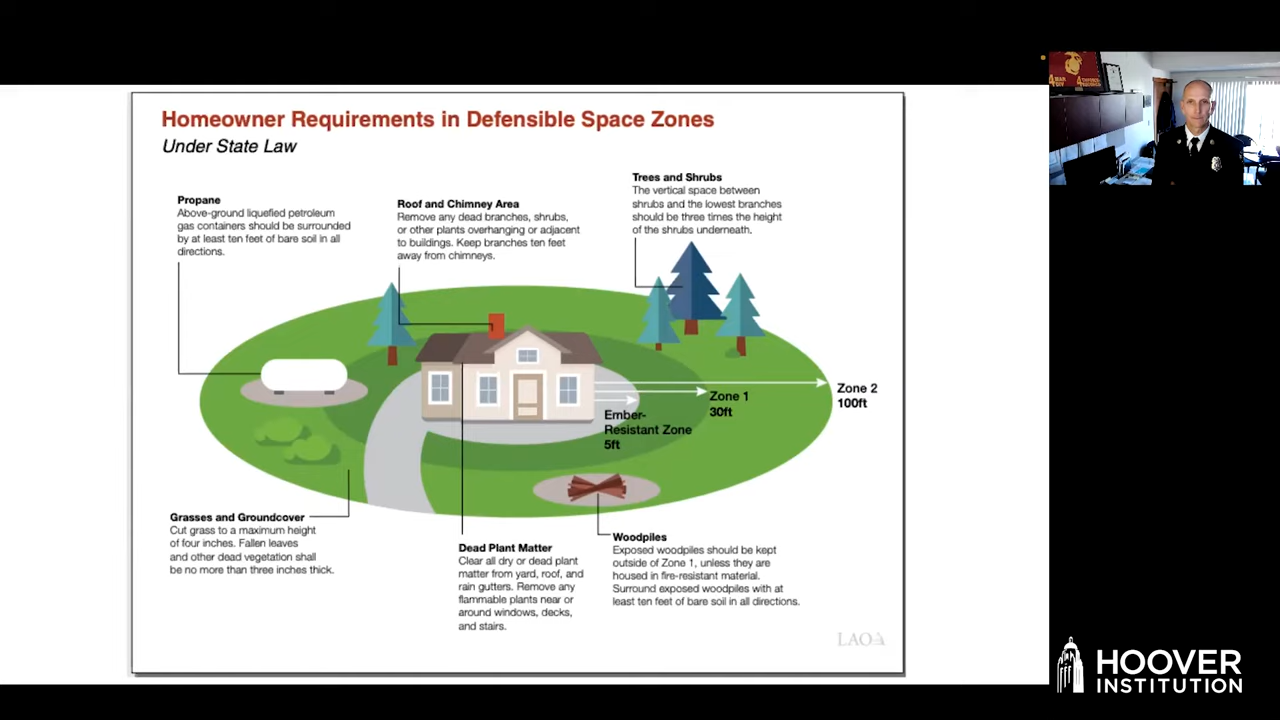 Homeowner Requirements in Defensible Space Zones
Under State Law
Propane
Above-ground liquefied petroleum
gas containers should be surrounded
by at least ten feet of bare soil in all
directions.
Roof and Chimney Area
Remove any dead branches, shrubs,
or other plants overhanging or adjacent
to buildings. Keep branches ten feet
away from chimneys.
Trees and Shrubs
The vertical space between
shrubs and the lowest branches
should be three times the height
of the shrubs underneath.
Zone 2
100ft
Zone 1
30ft
Ember-
Resistant Zone
5ft
Grasses and Groundcover
Cut grass to a maximum height
of four inches. Fallen leaves
and other dead vegetation shall
be no more than three inches thick.
Dead Plant Matter
Clear all dry or dead plant
matter from yard, roof, and
rain gutters. Remove any
flammable plants near or
around windows, decks,
and stairs.
Woodpiles
Exposed woodpiles should be kept
outside of Zone 1, unless they are
housed in fire-resistant material.
Surround exposed woodpiles with at
least ten feet of bare soil in all directions.
LAO
HOOVER
INSTITUTION